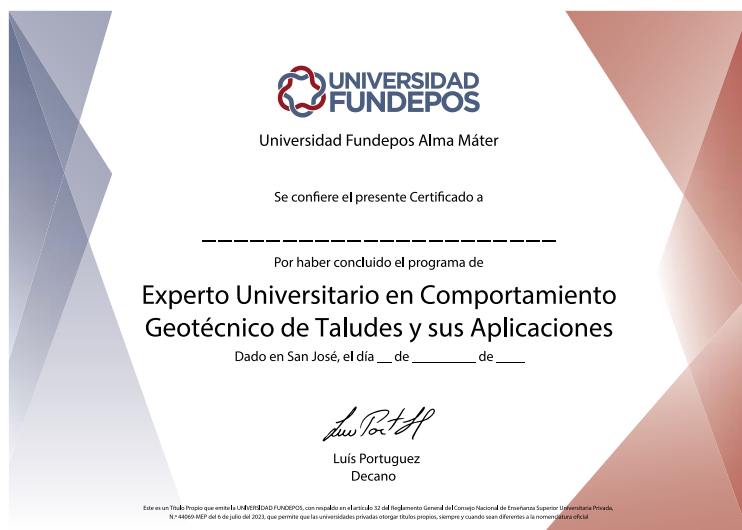 UNIVERSIDAD
FUNDEPOS
Universidad Fundepos Alma Máter
Se confiere el presente Certificado a
______________________
Por haber concluido el programa de
Experto Universitario en Comportamiento
Geotécnico de Taludes y sus Aplicaciones
Dado en San José, el día __ de _________ de ____
Luís Portuguez
Decano
Este es un Título Propio que emite la UNIVERSIDAD FUNDEPOS, con respaldo en el artículo 32 del Reglamento General del Consejo Nacional de Enseñanza Superior Universitaria Privada,
N.º 44069-MEP del 6 de julio del 2023, que permite que las universidades privadas otorgar títulos propios, siempre y cuando sean diferentes a la nomenclatura oficial